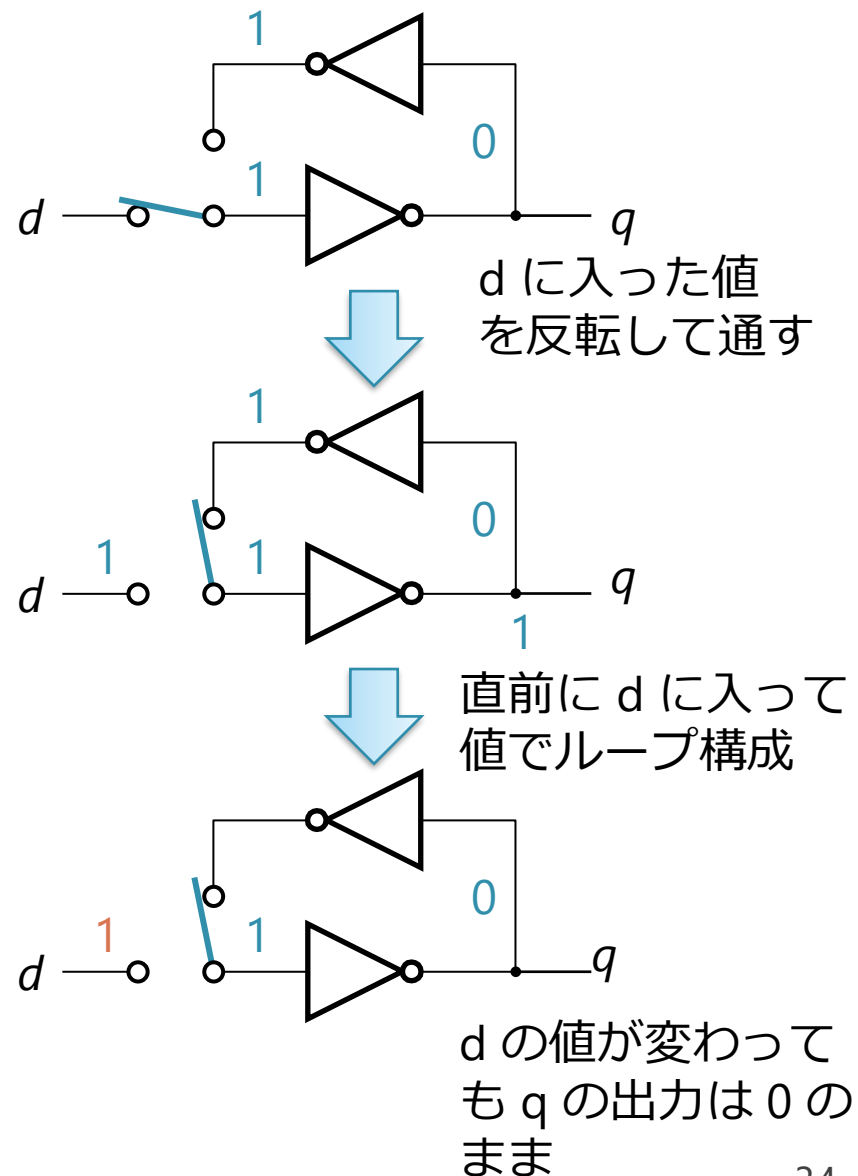 1
0
1
d
q
d に入った値
を反転して通す
1
0
1 1
d
q
1
直前に d に入って
値でループ構成
0
1 1
d
q
d の値が変わって
も q の出力は 0 の
まま